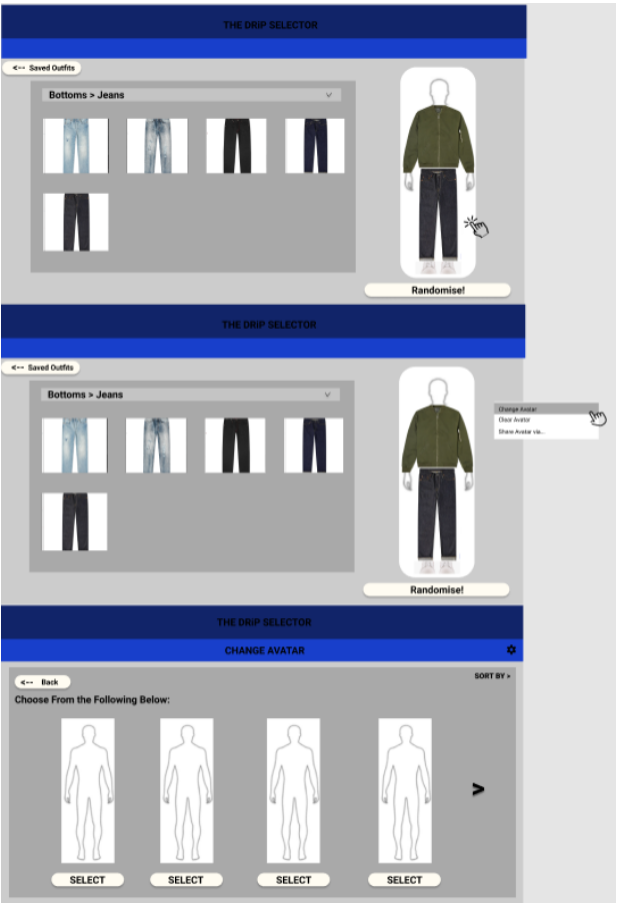 THE DRiP SELECTOR
<-- Saved Outfits
Bottoms > Jeans
Randomise!
THE DRiP SELECTOR
<-- Saved Outfits
Bottoms > Jeans
Change Avatar
Clear Avatar
Share Avatar via...
Randomise!
THE DRiP SELECTOR
CHANGE AVATAR
<-- Back
SORT BY >
Choose From the Following Below:
>
SELECT SELECT SELECT SELECT